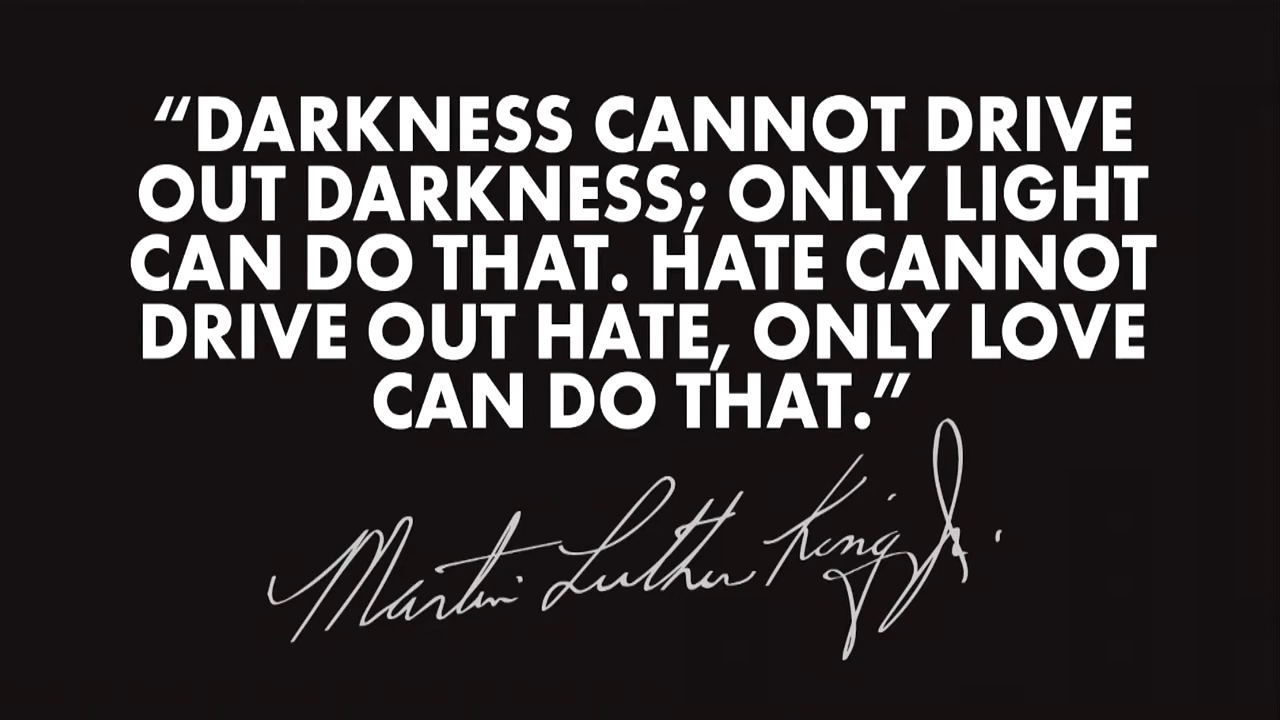 “DARKNESS CANNOT DRIVE
OUT DARKNESS; ONLY LIGHT
CAN DO THAT. HATE CANNOT
DRIVE OUT HATE, ONLY LOVE
CAN DO THAT.”
Martin Luther King Jr.